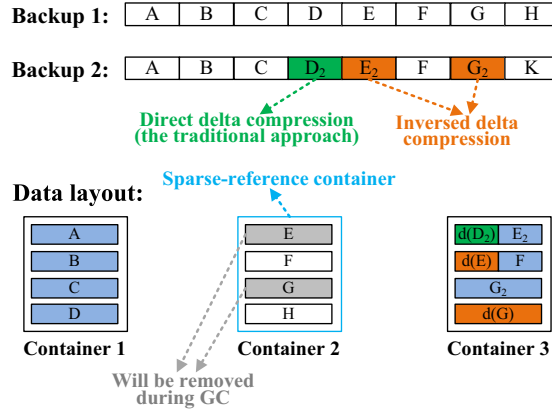 Backup 1: A B C D E F G H
Backup 2: A B C D₂ E₂ F G₂ K
Direct delta compression
(the traditional approach)
Inversed delta
compression
Sparse-reference container
Data layout:
A
B
C
D
Container 1
E
F
G
H
Container 2
d(D₂) E₂
d(E) F
G₂
d(G)
Container 3
Will be removed
during GC